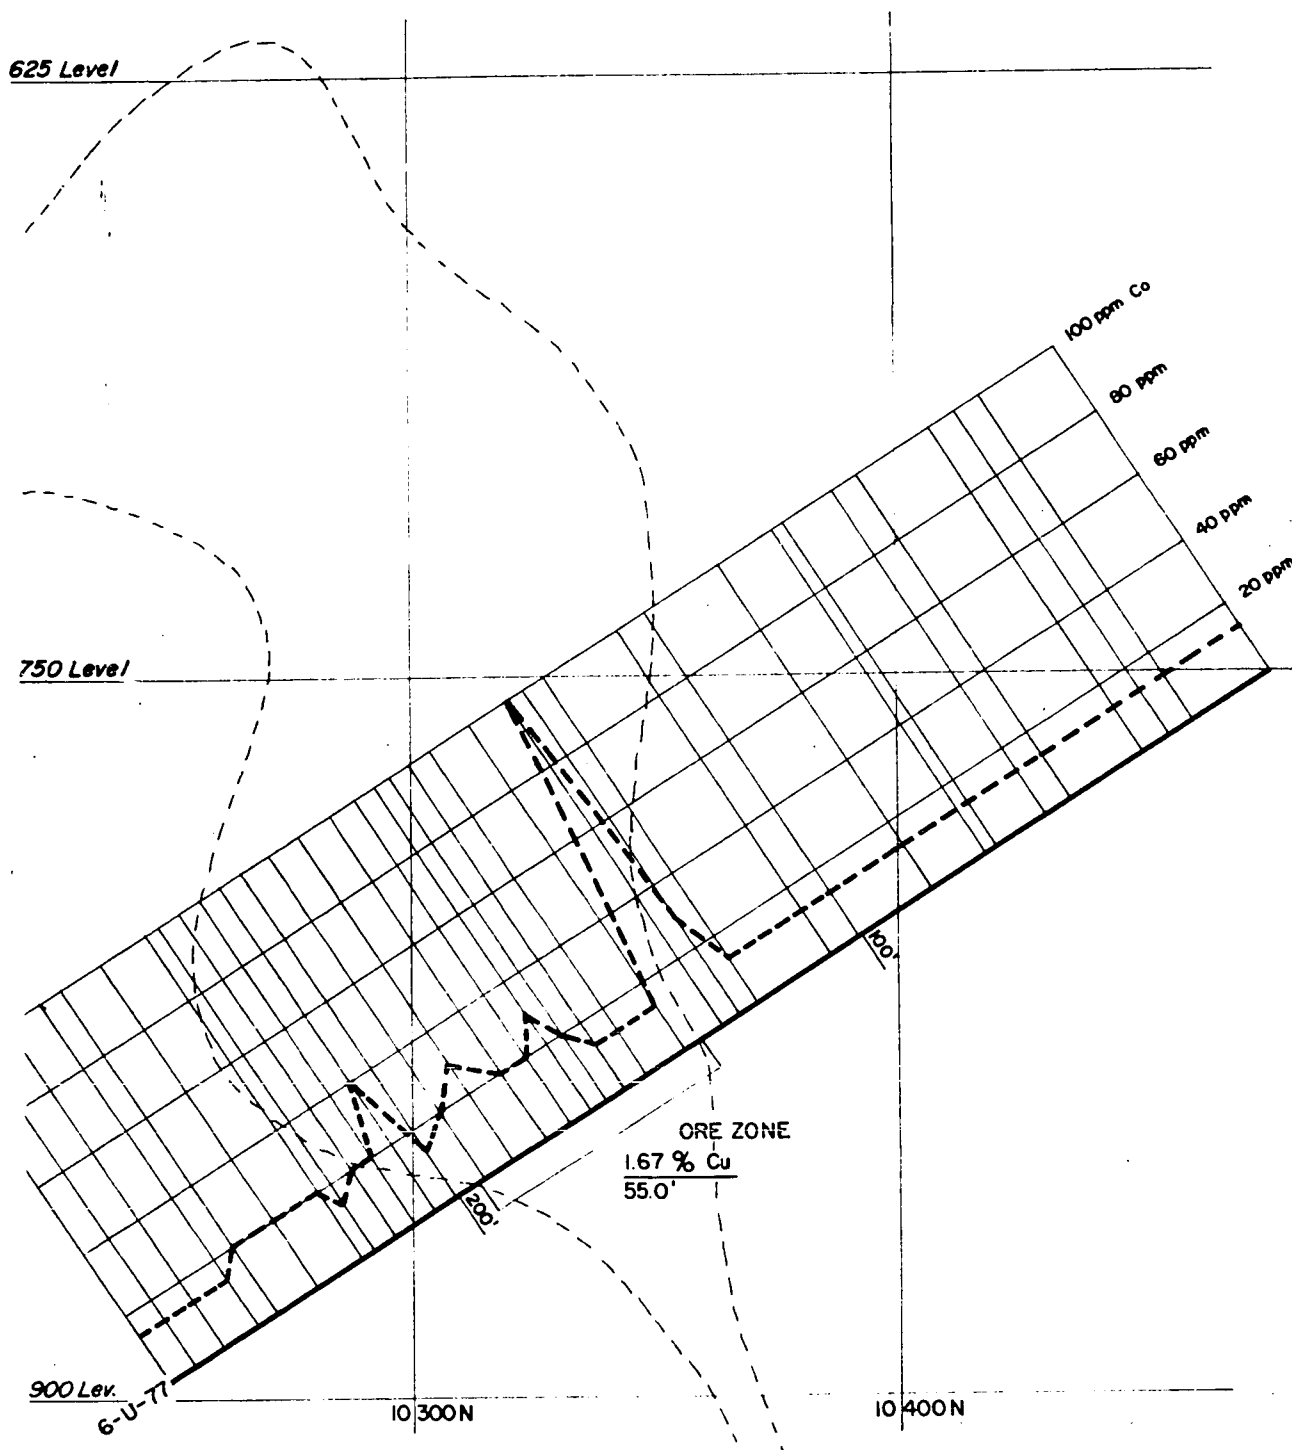 625 Level
100 ppm Co
80 ppm
60 ppm
40 ppm
20 ppm
750 Level
100'
ORE ZONE
1.67 % Cu
55.0'
200'
900 Lev.
6-U-77
10 300 N
10 400 N